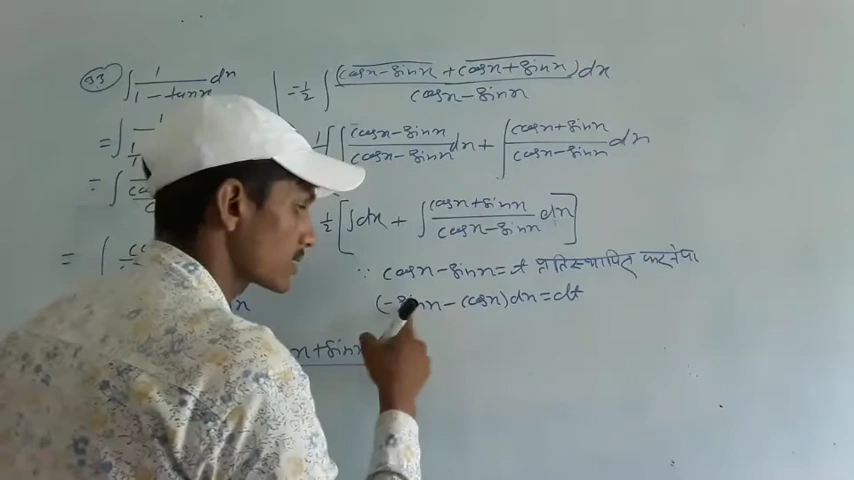 33 ∫ 1/(1-tanx) dx
= ∫ 1/
= ∫
= ∫
= 1/2 ∫ (cosx-sinx + cosx+sinx)dx / (cosx-sinx)
1/2 [∫ (cosx-sinx)/(cosx-sinx) dx + ∫ (cosx+sinx)/(cosx-sinx) dx
1/2 [∫dx + ∫ (cosx+sinx)/(cosx-sinx) dx]
∵ cosx-sinx=t प्रतिस्थापित करने पर
(-sinx-cosx)dx=dt